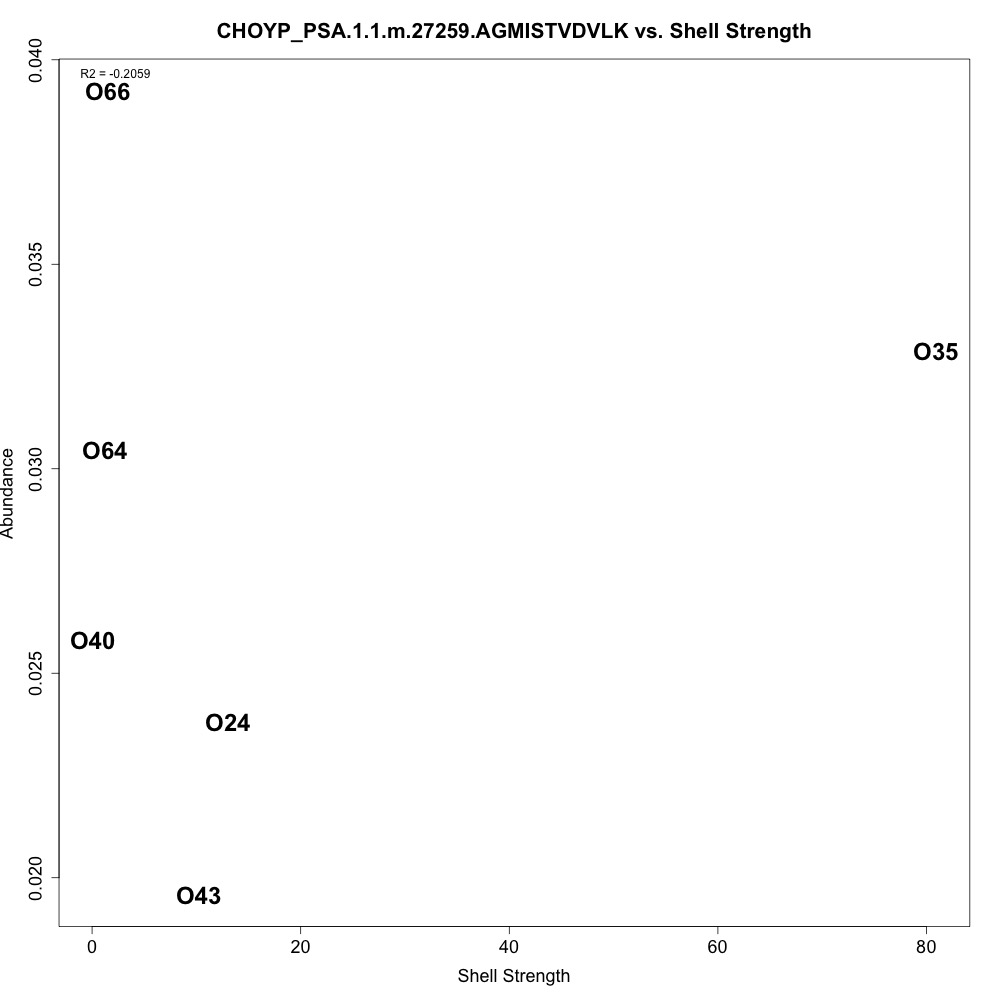 CHOYP_PSA.1.1.m.27259.AGMISTVDVLK vs. Shell Strength
R2 = -0.2059
O66
O35
O64
O40
O24
O43
0.040
0.035
0.030
0.025
0.020
Abundance
0 20 40 60 80
Shell Strength